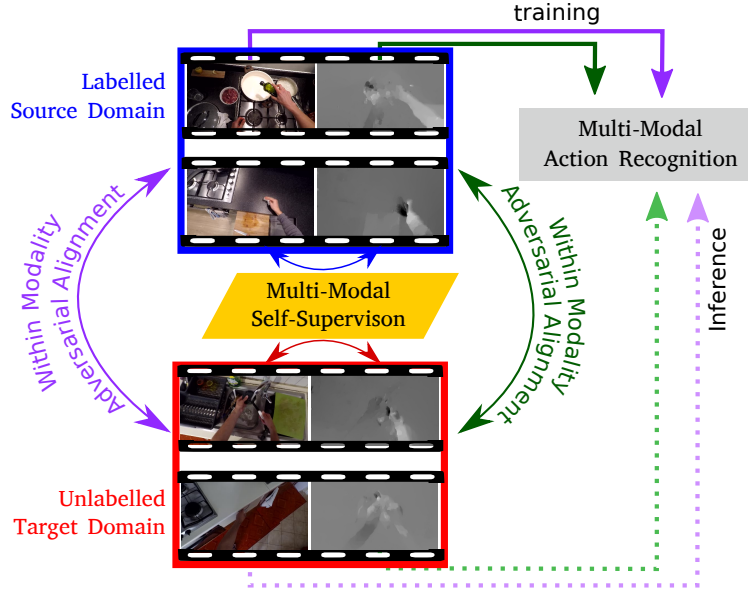 training
Labelled
Source Domain
Multi-Modal
Action Recognition
Within Modality
Adversarial Alignment
Within Modality
Adversarial Alignment
Multi-Modal
Self-Supervison
Inference
Unlabelled
Target Domain